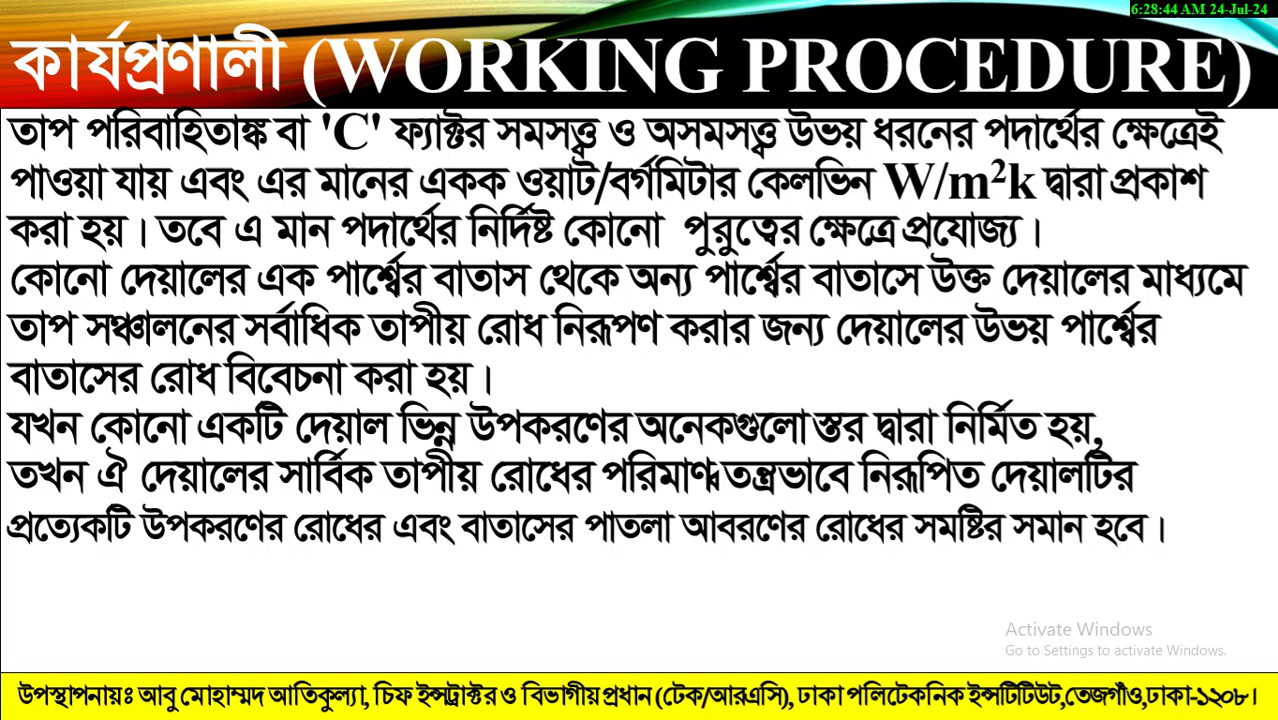 6:28:44 AM 24-Jul-24
কার্যপ্রণালী (WORKING PROCEDURE)
তাপ পরিবাহিতাঙ্ক বা 'C' ফ্যাক্টর সমসত্ত্ব ও অসমসত্ত্ব উভয় ধরনের পদার্থের ক্ষেত্রেই
পাওয়া যায় এবং এর মানের একক ওয়াট/বর্গমিটার কেলভিন W/m²k দ্বারা প্রকাশ
করা হয়। তবে এ মান পদার্থের নির্দিষ্ট কোনো পুরুত্বের ক্ষেত্রে প্রযোজ্য।
কোনো দেয়ালের এক পার্শ্বের বাতাস থেকে অন্য পার্শ্বের বাতাসে উক্ত দেয়ালের মাধ্যমে
তাপ সঞ্চালনের সর্বাধিক তাপীয় রোধ নিরূপণ করার জন্য দেয়ালের উভয় পার্শ্বের
বাতাসের রোধ বিবেচনা করা হয়।
যখন কোনো একটি দেয়াল ভিন্ন উপকরণের অনেকগুলো স্তর দ্বারা নির্মিত হয়,
তখন ঐ দেয়ালের সার্বিক তাপীয় রোধের পরিমাণ নিরূপিত দেয়ালটির
প্রত্যেকটি উপকরণের রোধের এবং বাতাসের পাতলা আবরণের রোধের সমষ্টির সমান হবে।
Activate Windows
Go to Settings to activate Windows.
উপস্থাপনায়ঃ আবু মোহাম্মদ আতিকুল্যা, চিফ ইন্সট্রাক্টর ও বিভাগীয় প্রধান (টেক/আরএসি), ঢাকা পলিটেকনিক ইন্সটিটিউট,তেজগাঁও,ঢাকা-১২০৮।